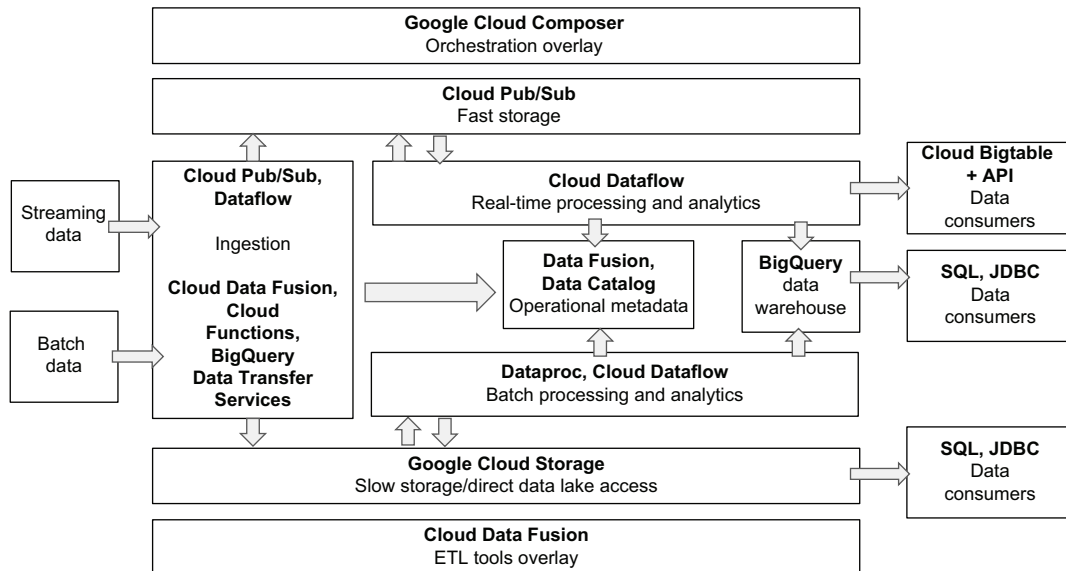 Google Cloud Composer
Orchestration overlay
Cloud Pub/Sub
Fast storage
Streaming
data
Batch
data
Cloud Pub/Sub,
Dataflow
Ingestion
Cloud Data Fusion,
Cloud
Functions,
BigQuery
Data Transfer
Services
Cloud Dataflow
Real-time processing and analytics
Data Fusion,
Data Catalog
Operational metadata
BigQuery
data
warehouse
Dataproc, Cloud Dataflow
Batch processing and analytics
Cloud Bigtable
+ API
Data
consumers
SQL, JDBC
Data
consumers
Google Cloud Storage
Slow storage/direct data lake access
SQL, JDBC
Data
consumers
Cloud Data Fusion
ETL tools overlay